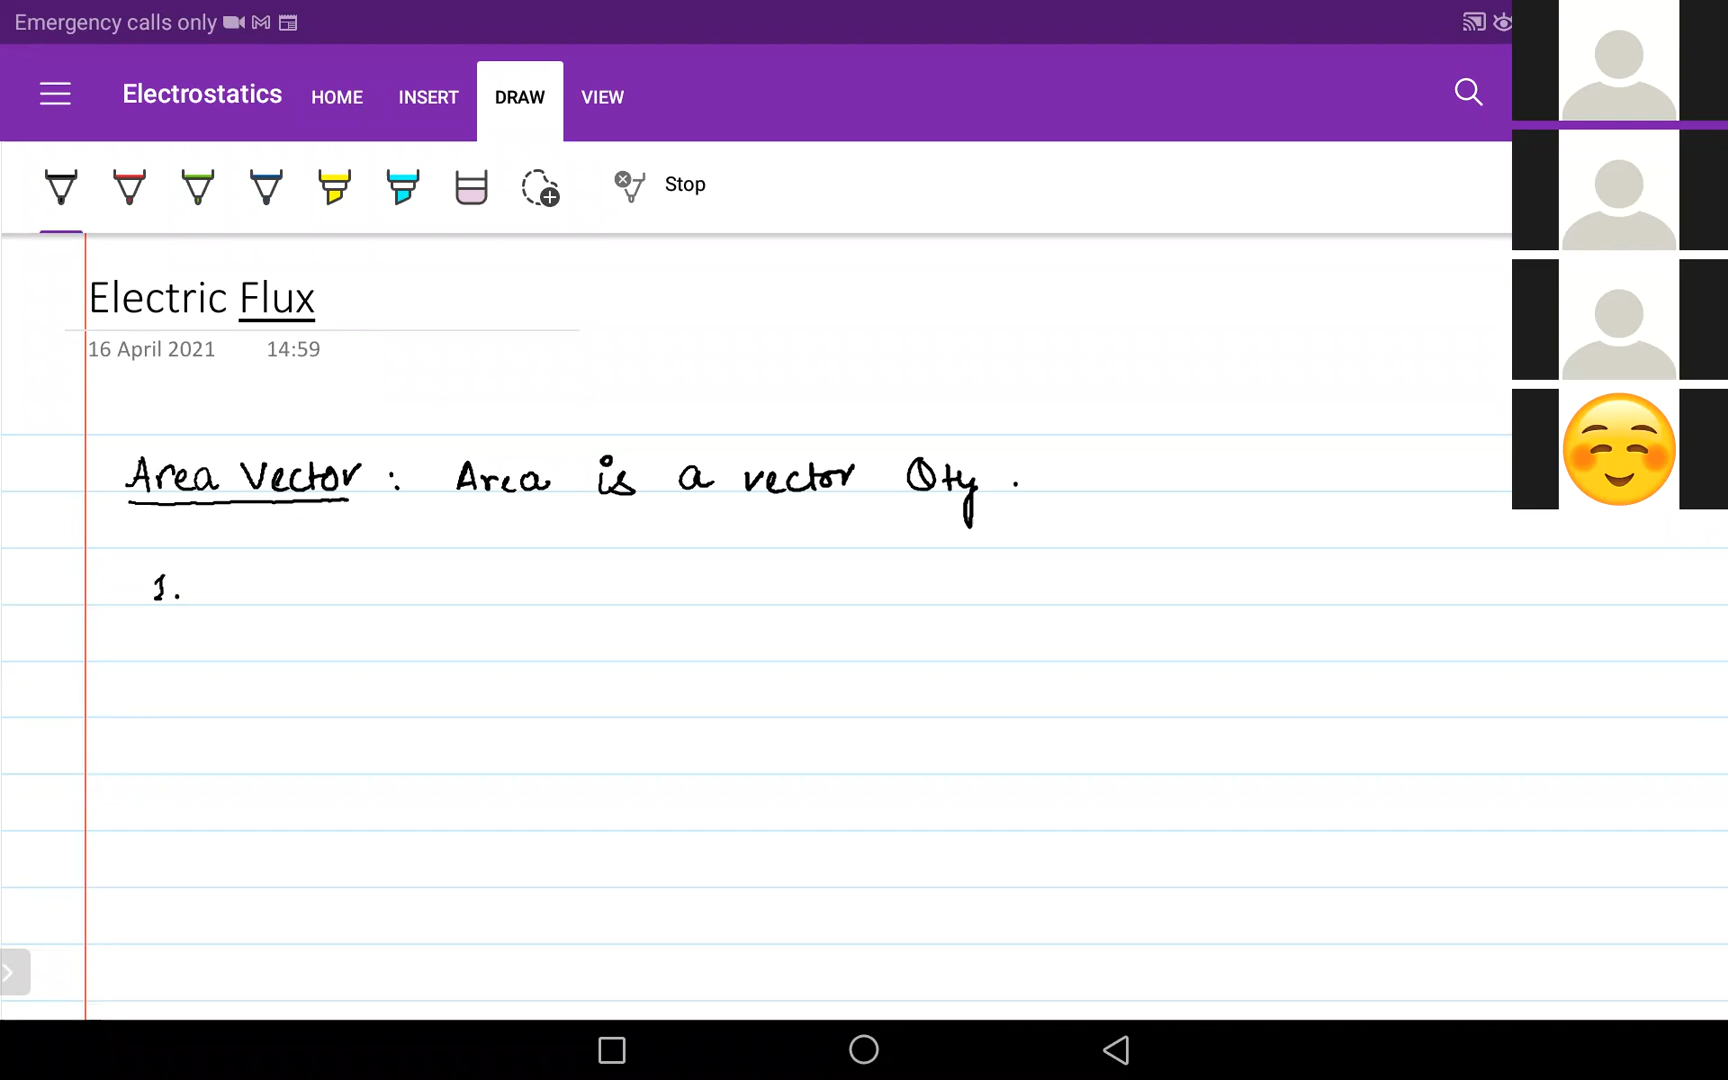 Emergency calls only
Electrostatics HOME INSERT DRAW VIEW
Stop
Electric Flux
16 April 2021 14:59
Area Vector : Area is a vector Qty .
1.